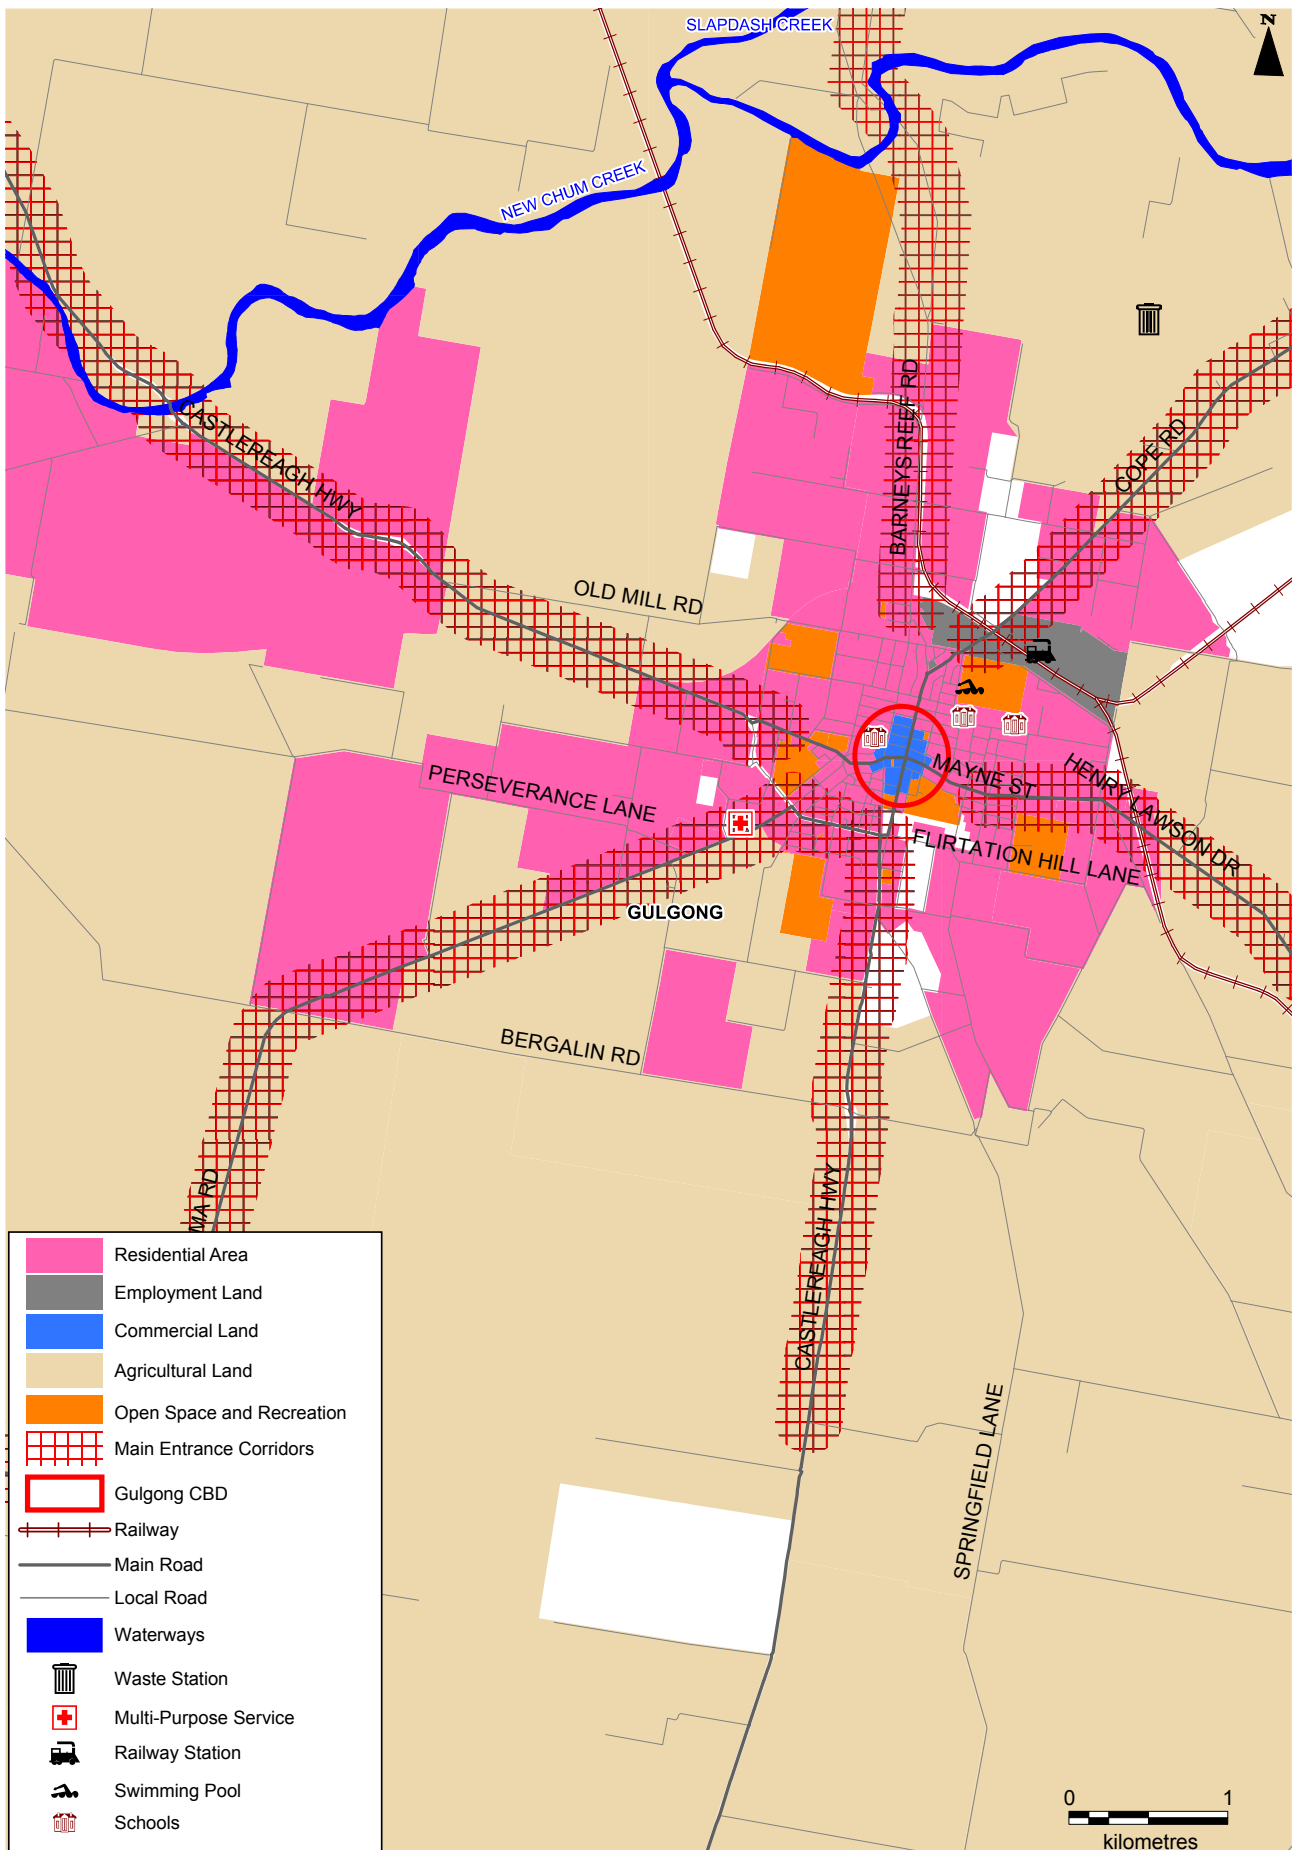 SLAPDASH CREEK
N
NEW CHUM CREEK
CASTLEREAGH HWY
BARNEYS REEF RD
COPE RD
OLD MILL RD
MAYNE ST
HENRY LAWSON DR
PERSEVERANCE LANE
FLIRTATION HILL LANE
GULGONG
BERGALIN RD
MA RD
CASTLEREAGH HWY
SPRINGFIELD LANE
Residential Area
Employment Land
Commercial Land
Agricultural Land
Open Space and Recreation
Main Entrance Corridors
Gulgong CBD
Railway
Main Road
Local Road
Waterways
Waste Station
Multi-Purpose Service
Railway Station
Swimming Pool
Schools
0 1
kilometres